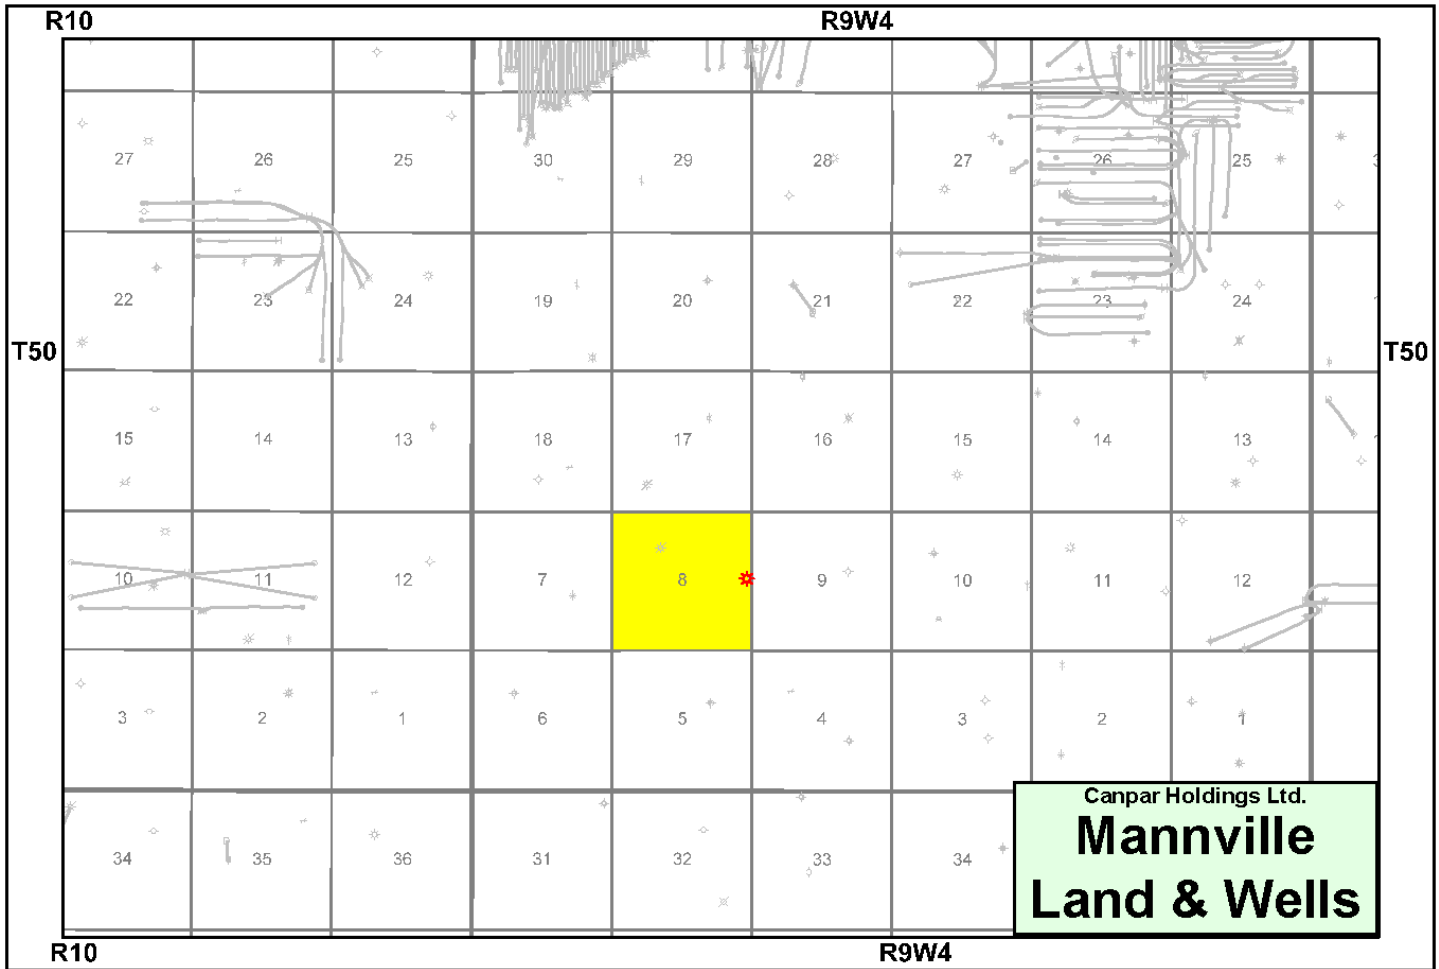 R10 R9W4
27 26 25 30 29 28 27 26 25
22 23 24 19 20 21 22 23 24
T50 T50
15 14 13 18 17 16 15 14 13
10 11 12 7 8 9 10 11 12
3 2 1 6 5 4 3 2 1
34 35 36 31 32 33 34
Canpar Holdings Ltd.
Mannville
Land & Wells
R10 R9W4